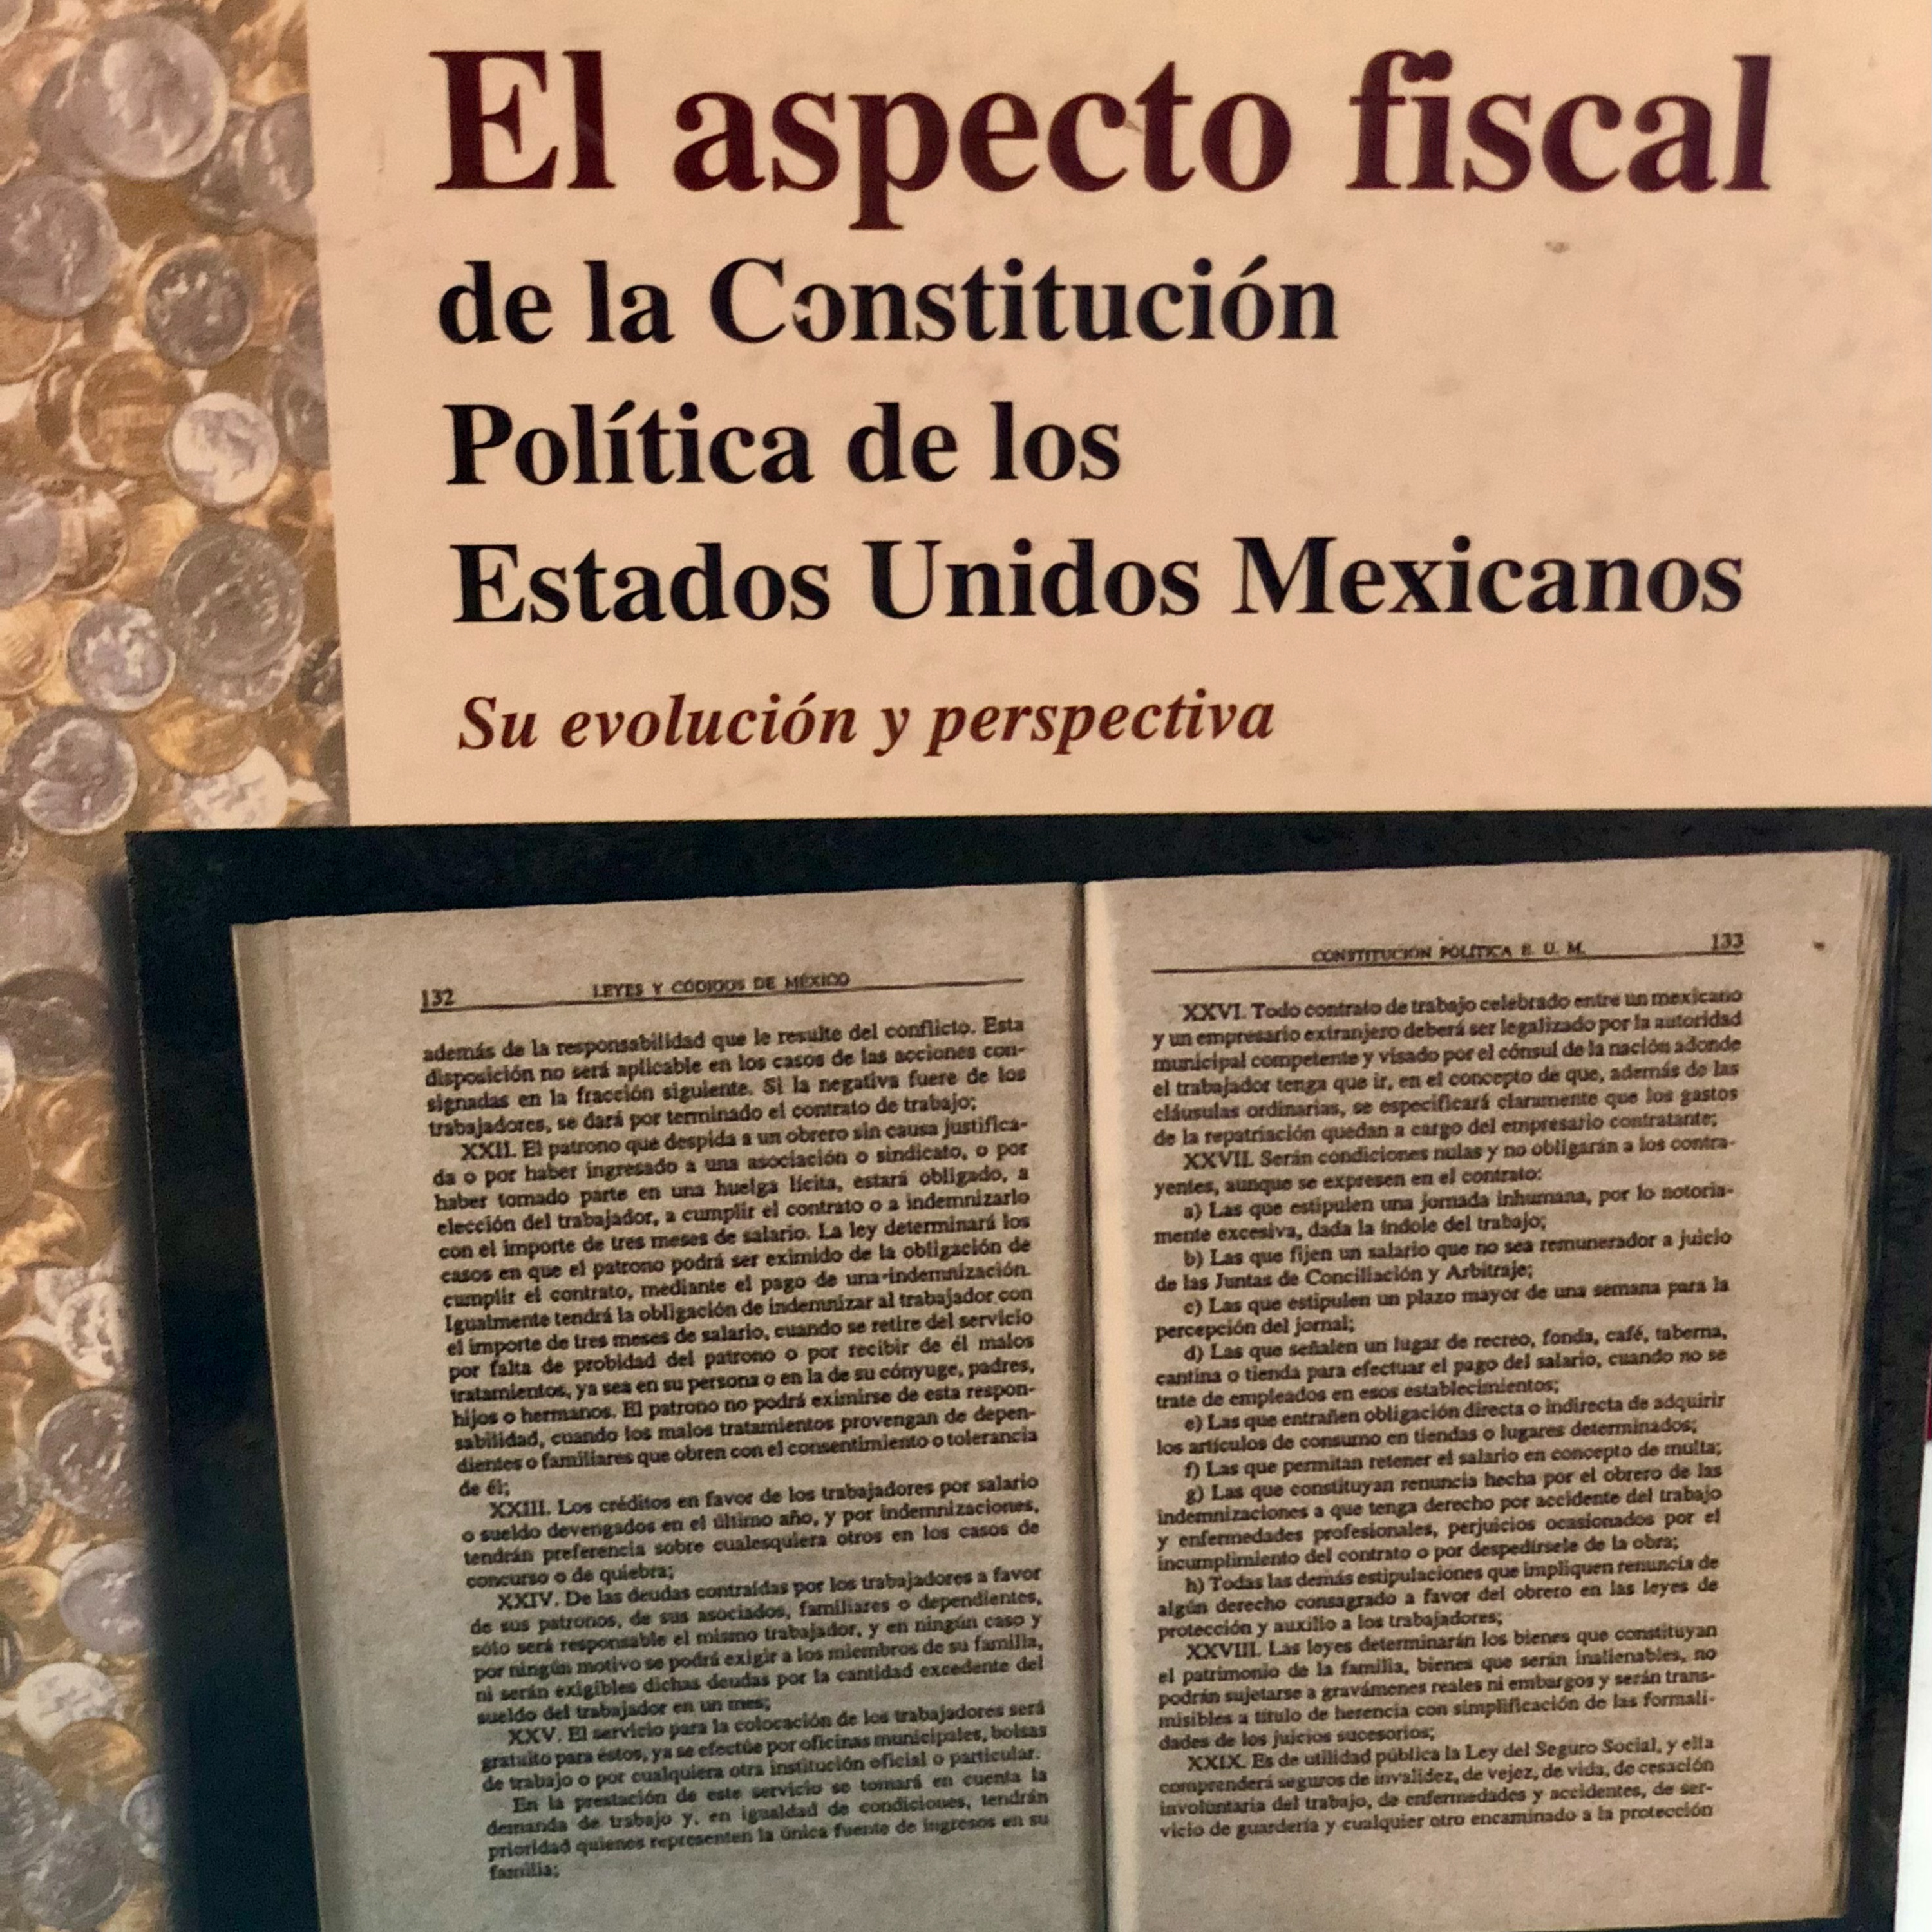 El aspecto fiscal
de la Constitución
Política de los
Estados Unidos Mexicanos
Su evolución y perspectiva
132 LEYES Y CÓDIGOS DE MÉXICO
además de la responsabilidad que le resulte del conflicto. Esta
disposición no será aplicable en los casos de las acciones con-
signadas en la fracción siguiente. Si la negativa fuere de los
trabajadores, se dará por terminado el contrato de trabajo;
XXII. El patrono que despida a un obrero sin causa justifica-
da o por haber ingresado a una asociación o sindicato, o por
haber tomado parte en una huelga lícita, estará obligado, a
elección del trabajador, a cumplir el contrato o a indemnizarlo
con el importe de tres meses de salario. La ley determinará los
casos en que el patrono podrá ser eximido de la obligación de
cumplir el contrato, mediante el pago de una indemnización.
Igualmente tendrá la obligación de indemnizar al trabajador con
el importe de tres meses de salario, cuando se retire del servicio
por falta de probidad del patrono o por recibir de él malos
tratamientos, ya sea en su persona o en la de su cónyuge, padres,
hijos o hermanos. El patrono no podrá eximirse de esta respon-
sabilidad, cuando los malos tratamientos provengan de depen-
dientes o familiares que obren con el consentimiento o tolerancia
de él;
XXIII. Los créditos en favor de los trabajadores por salario
o sueldo devengados en el último año, y por indemnizaciones,
tendrán preferencia sobre cualesquiera otros en los casos de
concurso o de quiebra;
XXIV. De las deudas contraídas por los trabajadores a favor
de sus patronos, de sus asociados, familiares o dependientes,
sólo será responsable el mismo trabajador, y en ningún caso y
por ningún motivo se podrá exigir a los miembros de su familia,
ni serán exigibles dichas deudas por la cantidad excedente del
sueldo del trabajador en un mes;
XXV. El servicio para la colocación de los trabajadores será
gratuito para éstos, ya se efectúe por oficinas municipales, bolsas
de trabajo o por cualquiera otra institución oficial o particular.
En la prestación de este servicio se tomará en cuenta la
demanda de trabajo y, en igualdad de condiciones, tendrán
prioridad quienes representen la única fuente de ingresos en su
familia;
CONSTITUCIÓN POLÍTICA E. U. M. 133
XXVI. Todo contrato de trabajo celebrado entre un mexicano
y un empresario extranjero deberá ser legalizado por la autoridad
municipal competente y visado por el cónsul de la nación adonde
el trabajador tenga que ir, en el concepto de que, además de las
cláusulas ordinarias, se especificará claramente que los gastos
de la repatriación quedan a cargo del empresario contratante;
XXVII. Serán condiciones nulas y no obligarán a los contra-
yentes, aunque se expresen en el contrato:
a) Las que estipulen una jornada inhumana, por lo notoria-
mente excesiva, dada la índole del trabajo;
b) Las que fijen un salario que no sea remunerador a juicio
de las Juntas de Conciliación y Arbitraje;
c) Las que estipulen un plazo mayor de una semana para la
percepción del jornal;
d) Las que señalen un lugar de recreo, fonda, café, taberna,
cantina o tienda para efectuar el pago del salario, cuando no se
trate de empleados en esos establecimientos;
e) Las que entrañen obligación directa o indirecta de adquirir
los artículos de consumo en tiendas o lugares determinados;
f) Las que permitan retener el salario en concepto de multa;
g) Las que constituyan renuncia hecha por el obrero de las
indemnizaciones a que tenga derecho por accidente del trabajo
y enfermedades profesionales, perjuicios ocasionados por el
incumplimiento del contrato o por despedírsele de la obra;
h) Todas las demás estipulaciones que impliquen renuncia de
algún derecho consagrado a favor del obrero en las leyes de
protección y auxilio a los trabajadores;
XXVIII. Las leyes determinarán los bienes que constituyan
el patrimonio de la familia, bienes que serán inalienables, no
podrán sujetarse a gravámenes reales ni embargos y serán trans-
misibles a título de herencia con simplificación de las formali-
dades de los juicios sucesorios;
XXIX. Es de utilidad pública la Ley del Seguro Social, y ella
comprenderá seguros de invalidez, de vejez, de vida, de cesación
involuntaria del trabajo, de enfermedades y accidentes, de ser-
vicio de guardería y cualquier otro encaminado a la protección